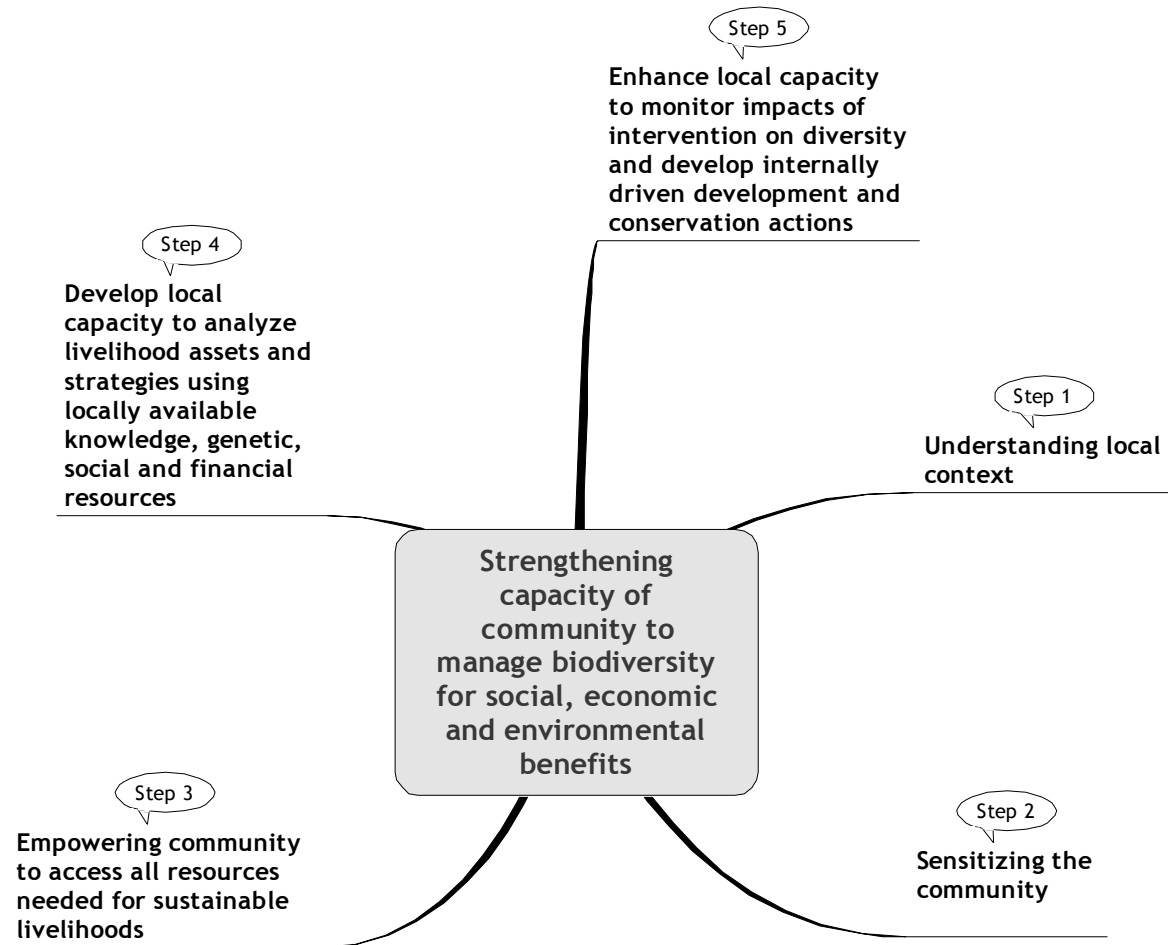 Step 5
Enhance local capacity
to monitor impacts of
intervention on diversity
and develop internally
driven development and
conservation actions
Step 4
Develop local
capacity to analyze
livelihood assets and
strategies using
locally available
knowledge, genetic,
social and financial
resources
Step 1
Understanding local
context
Strengthening
capacity of
community to
manage biodiversity
for social, economic
and environmental
benefits
Step 3
Empowering community
to access all resources
needed for sustainable
livelihoods
Step 2
Sensitizing the
community